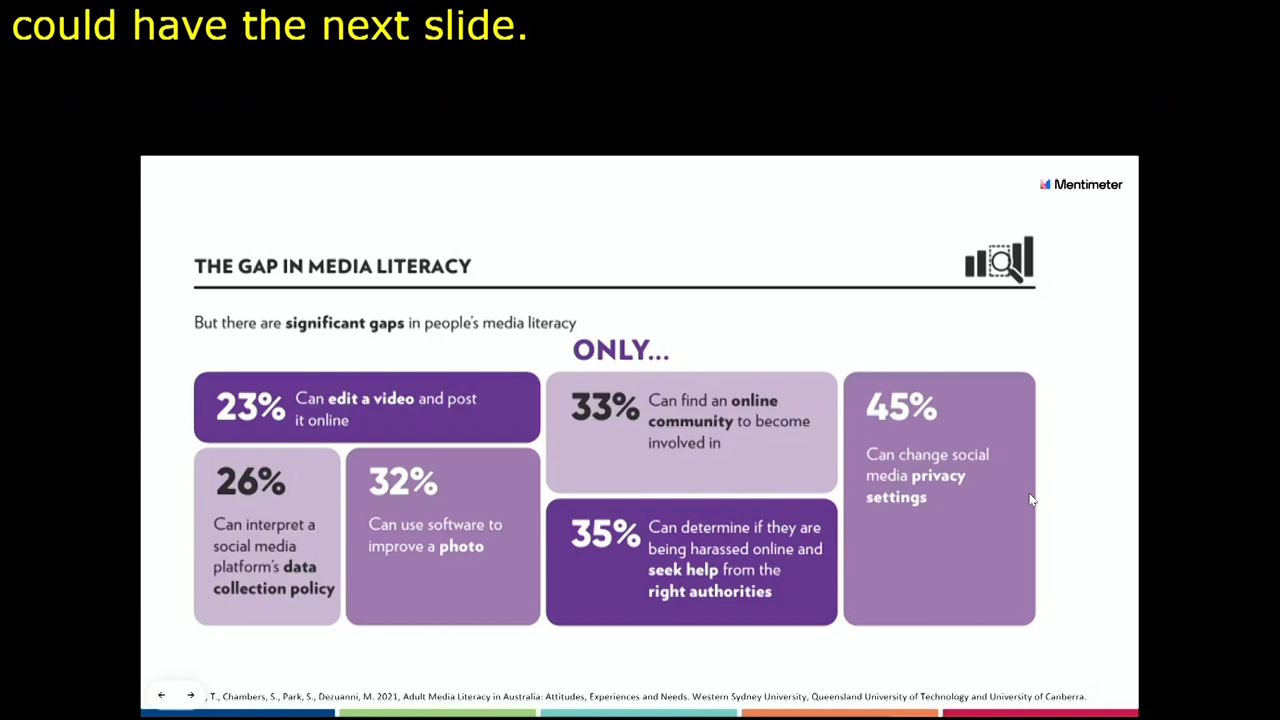 could have the next slide.
Mentimeter
THE GAP IN MEDIA LITERACY
But there are significant gaps in people's media literacy
ONLY...
23%
Can edit a video and post
it online
26%
Can interpret a
social media
platform's data
collection policy
32%
Can use software to
improve a photo
33%
Can find an online
community to become
involved in
35%
Can determine if they are
being harassed online and
seek help from the
right authorities
45%
Can change social
media privacy
settings
, T., Chambers, S., Park, S., Dezuanni, M. 2021, Adult Media Literacy in Australia: Attitudes, Experiences and Needs. Western Sydney University, Queensland University of Technology and University of Canberra.